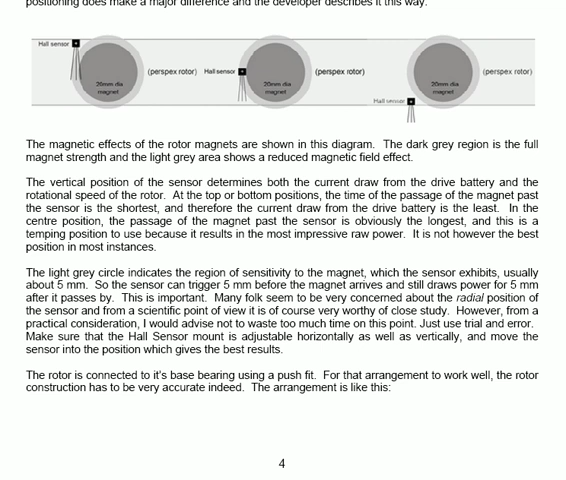 positioning does make a major difference and the developer describes it this way.
Hall sensor
20mm dia
magnet
(perspex rotor)
Hall sensor
20mm dia
magnet
(perspex rotor)
Hall sensor
20mm dia
magnet
(perspex rotor)
The magnetic effects of the rotor magnets are shown in this diagram. The dark grey region is the full
magnet strength and the light grey area shows a reduced magnetic field effect.
The vertical position of the sensor determines both the current draw from the drive battery and the
rotational speed of the rotor. At the top or bottom positions, the time of the passage of the magnet past
the sensor is the shortest, and therefore the current draw from the drive battery is the least. In the
centre position, the passage of the magnet past the sensor is obviously the longest, and this is a
temping position to use because it results in the most impressive raw power. It is not however the best
position in most instances.
The light grey circle indicates the region of sensitivity to the magnet, which the sensor exhibits, usually
about 5 mm. So the sensor can trigger 5 mm before the magnet arrives and still draws power for 5 mm
after it passes by. This is important. Many folk seem to be very concerned about the radial position of
the sensor and from a scientific point of view it is of course very worthy of close study. However, from a
practical consideration, I would advise not to waste too much time on this point. Just use trial and error.
Make sure that the Hall Sensor mount is adjustable horizontally as well as vertically, and move the
sensor into the position which gives the best results.
The rotor is connected to it's base bearing using a push fit. For that arrangement to work well, the rotor
construction has to be very accurate indeed. The arrangement is like this:
4